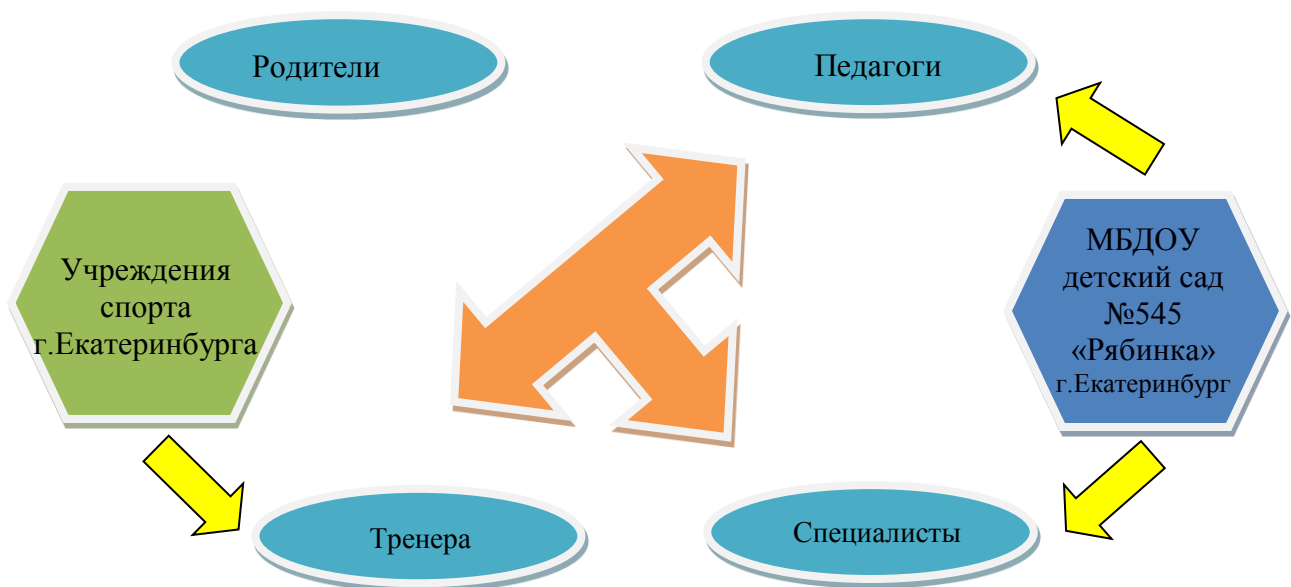 Родители
Педагоги
Учреждения
спорта
г.Екатеринбурга
МБДОУ
детский сад
№545
«Рябинка»
г.Екатеринбург
Тренера
Специалисты